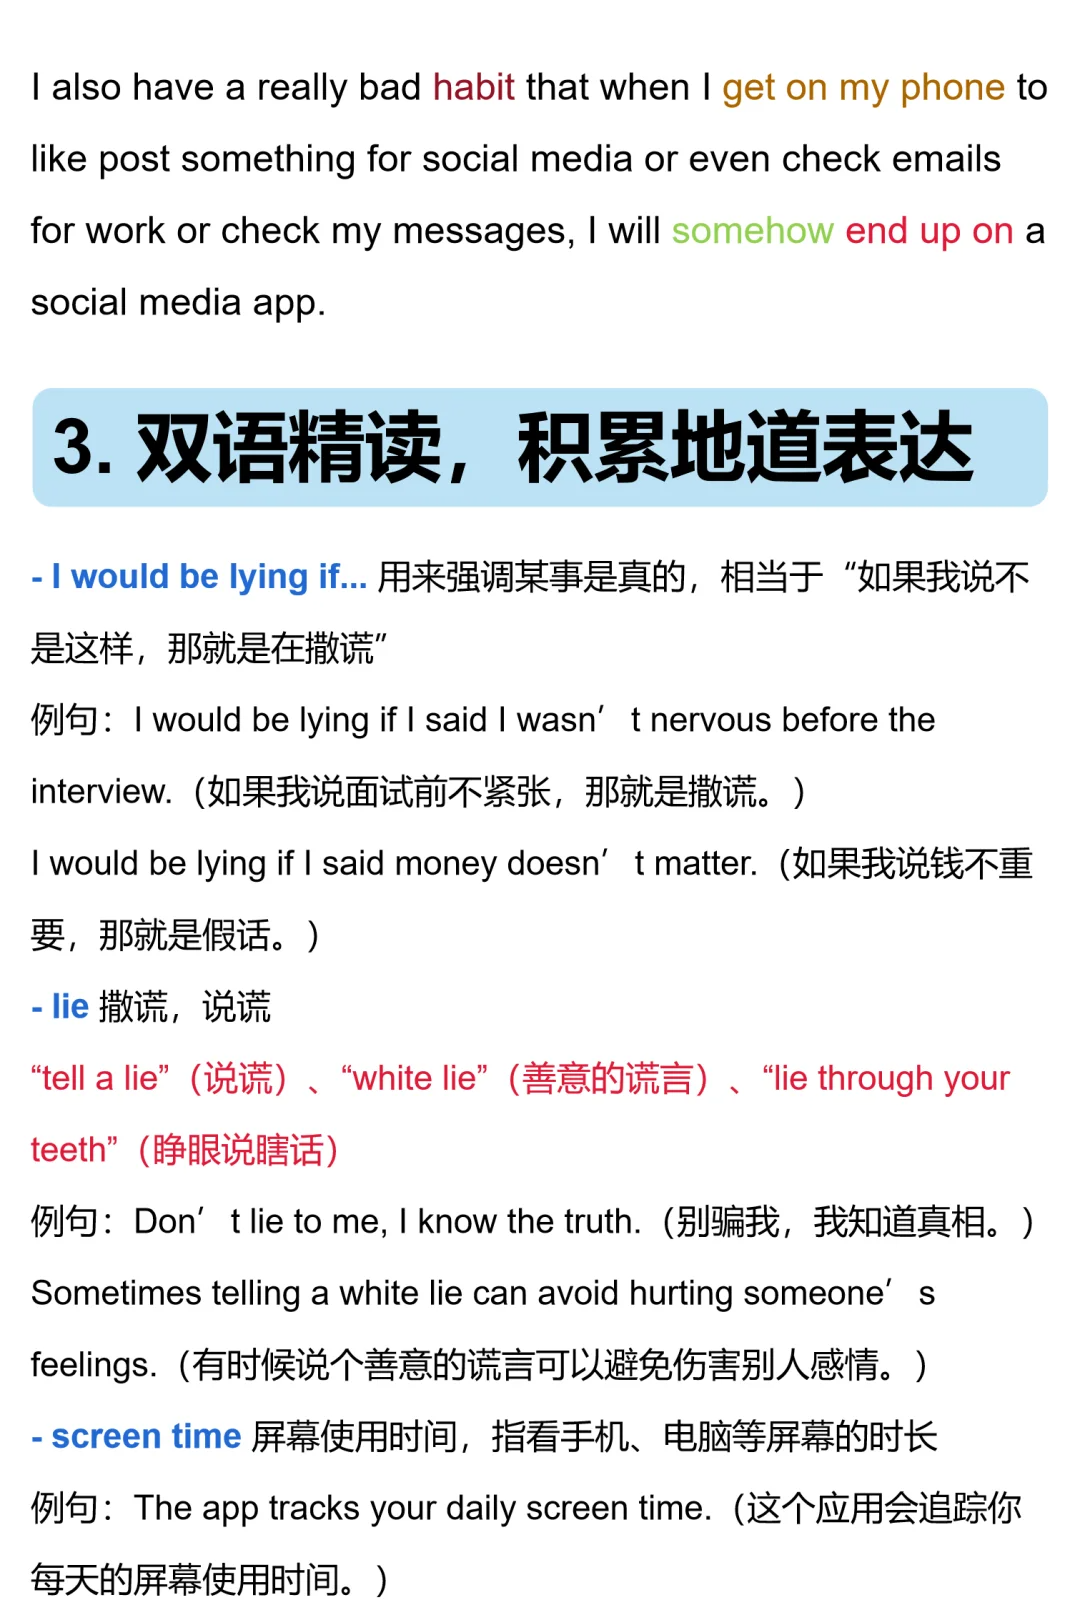 I also have a really bad habit that when I get on my phone to
like post something for social media or even check emails
for work or check my messages, I will somehow end up on a
social media app.
3. 双语精读，积累地道表达
- I would be lying if... 用来强调某事是真的，相当于“如果我说不
是这样，那就是在撒谎”
例句：I would be lying if I said I wasn’t nervous before the
interview.（如果我说面试前不紧张，那就是撒谎。）
I would be lying if I said money doesn’t matter.（如果我说钱不重
要，那就是假话。）
- lie 撒谎，说谎
“tell a lie”（说谎）、“white lie”（善意的谎言）、“lie through your
teeth”（睁眼说瞎话）
例句：Don’t lie to me, I know the truth.（别骗我，我知道真相。）
Sometimes telling a white lie can avoid hurting someone’s
feelings.（有时候说个善意的谎言可以避免伤害别人感情。）
- screen time 屏幕使用时间，指看手机、电脑等屏幕的时长
例句：The app tracks your daily screen time.（这个应用会追踪你
每天的屏幕使用时间。）